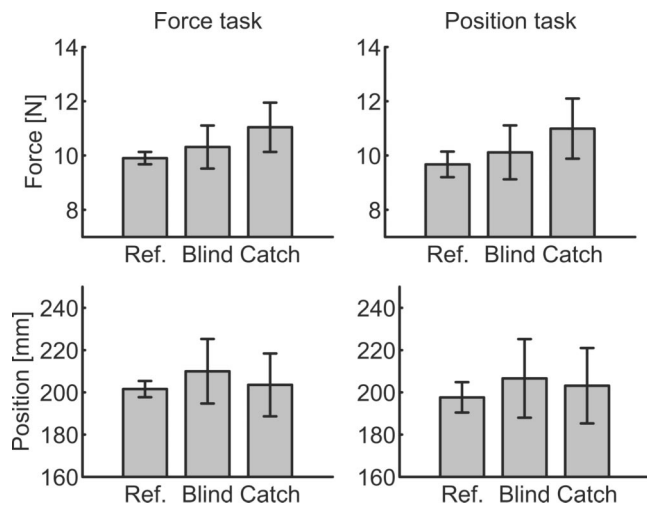 Force task
Position task
Force [N]
14
12
10
8
Ref. Blind Catch
14
12
10
8
Ref. Blind Catch
Position [mm]
240
220
200
180
160
Ref. Blind Catch
240
220
200
180
160
Ref. Blind Catch